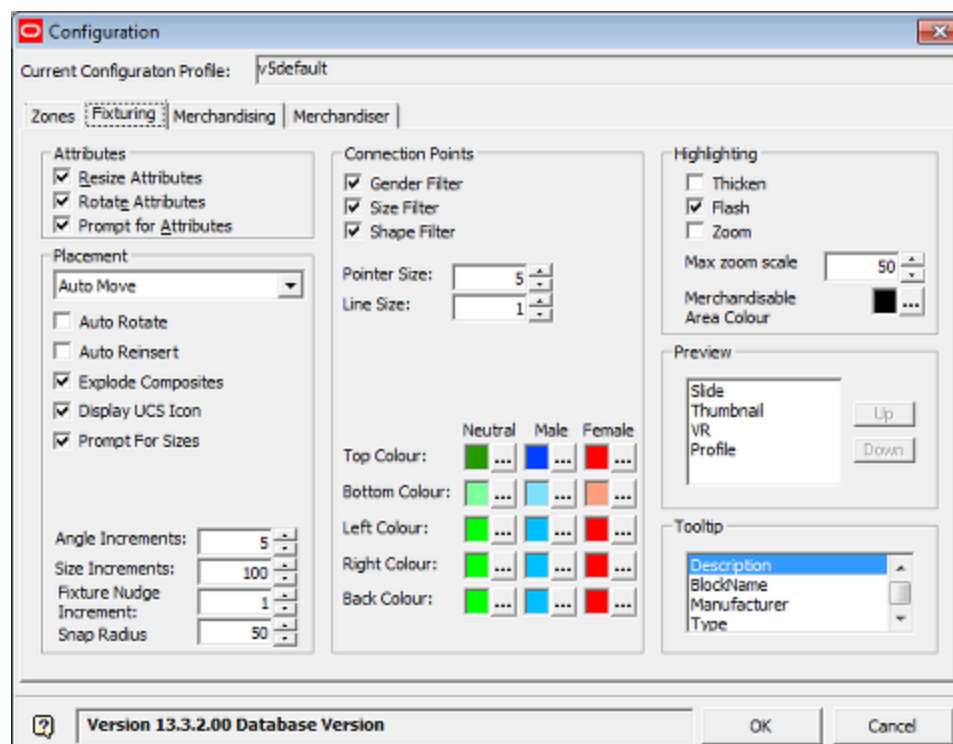 Configuration
Current Configuraton Profile: v5default
Zones Fixturing Merchandising Merchandiser
Attributes
Resize Attributes
Rotate Attributes
Prompt for Attributes
Placement
Auto Move
Auto Rotate
Auto Reinsert
Explode Composites
Display UCS Icon
Prompt For Sizes
Angle Increments: 5
Size Increments: 100
Fixture Nudge
Increment: 1
Snap Radius 50
Connection Points
Gender Filter
Size Filter
Shape Filter
Pointer Size: 5
Line Size: 1
Neutral Male Female
Top Colour: ... ... ...
Bottom Colour: ... ... ...
Left Colour: ... ... ...
Right Colour: ... ... ...
Back Colour: ... ... ...
Highlighting
Thicken
Flash
Zoom
Max zoom scale 50
Merchandisable
Area Colour ...
Preview
Slide
Thumbnail
VR
Profile
Up
Down
Tooltip
Description
BlockName
Manufacturer
Type
Version 13.3.2.00 Database Version
OK
Cancel